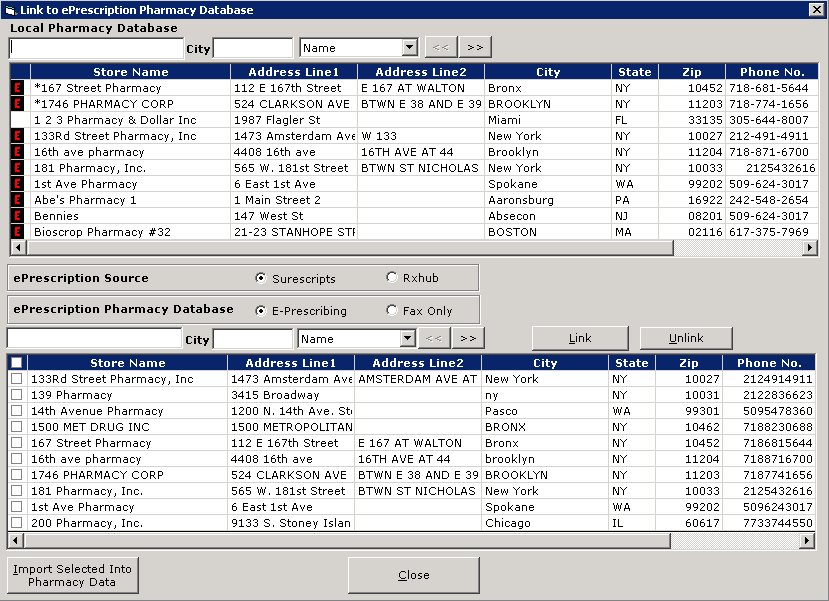 Link to ePrescription Pharmacy Database
Local Pharmacy Database
City Name << >>
Store Name Address Line1 Address Line2 City State Zip Phone No.
E *167 Street Pharmacy 112 E 167th Street E 167 AT WALTON Bronx NY 10452 718-681-5644
E *1746 PHARMACY CORP 524 CLARKSON AVE BTWN E 38 AND E 39 BROOKLYN NY 11203 718-774-1656
1 2 3 Pharmacy & Dollar Inc 1987 Flagler St Miami FL 33135 305-644-8007
E 133Rd Street Pharmacy, Inc 1473 Amsterdam Ave W 133 New York NY 10027 212-491-4911
E 16th ave pharmacy 4408 16th ave 16TH AVE AT 44 Brooklyn NY 11204 718-871-6700
E 181 Pharmacy, Inc. 565 W. 181st Street BTWN ST NICHOLAS New York NY 10033 2125432616
E 1st Ave Pharmacy 6 East 1st Ave Spokane WA 99202 509-624-3017
E Abe's Pharmacy 1 1 Main Street 2 Aaronsburg PA 16922 242-548-2654
E Bennies 147 West St Absecon NJ 08201 509-624-3017
E Bioscrop Pharmacy #32 21-23 STANHOPE STR BOSTON MA 02116 617-375-7969
ePrescription Source Surescripts Rxhub
ePrescription Pharmacy Database E-Prescribing Fax Only
City Name << >> Link Unlink
Store Name Address Line1 Address Line2 City State Zip Phone No.
133Rd Street Pharmacy, Inc 1473 Amsterdam Ave AMSTERDAM AVE AT New York NY 10027 2124914911
139 Pharmacy 3415 Broadway ny NY 10031 2122836623
14th Avenue Pharmacy 1200 N. 14th Ave. Ste Pasco WA 99301 5095478360
1500 MET DRUG INC 1500 METROPOLITAN BRONX NY 10462 7188230688
167 Street Pharmacy 112 E 167th Street E 167 AT WALTON Bronx NY 10452 7186815644
16th ave pharmacy 4408 16th ave 16TH AVE AT 44 brooklyn NY 11204 7188716700
1746 PHARMACY CORP 524 CLARKSON AVE BTWN E 38 AND E 39 BROOKLYN NY 11203 7187741656
181 Pharmacy, Inc. 565 W. 181st Street BTWN ST NICHOLAS New York NY 10033 2125432616
1st Ave Pharmacy 6 East 1st Ave Spokane WA 99202 5096243017
200 Pharmacy, Inc. 9133 S. Stoney Islan Chicago IL 60617 7733744550
Import Selected Into
Pharmacy Data
Close